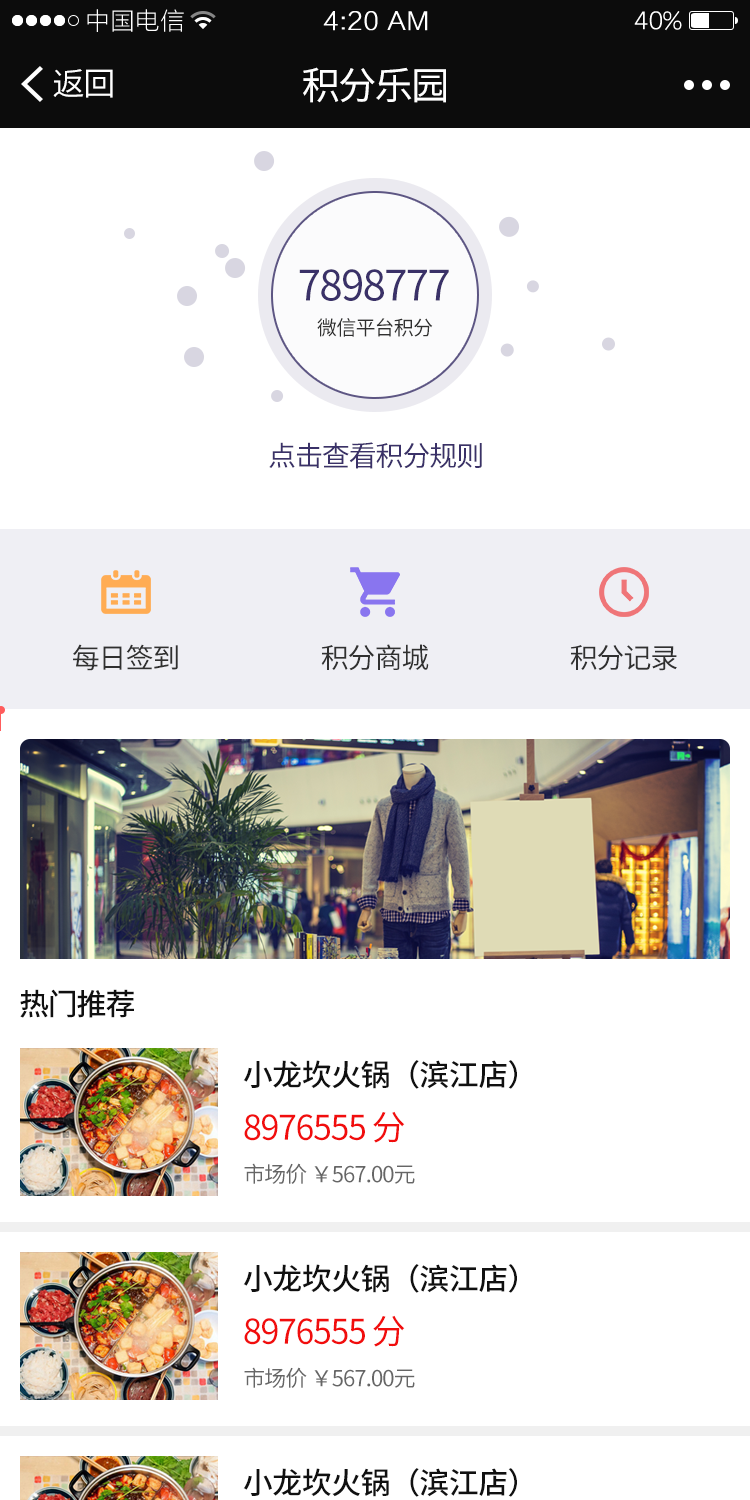 中国电信 4:20 AM 40%
返回 积分乐园
7898777
微信平台积分
点击查看积分规则
每日签到 积分商城 积分记录
热门推荐
小龙坎火锅（滨江店）
8976555 分
市场价 ￥567.00元
小龙坎火锅（滨江店）
8976555 分
市场价 ￥567.00元
小龙坎火锅（滨江店）